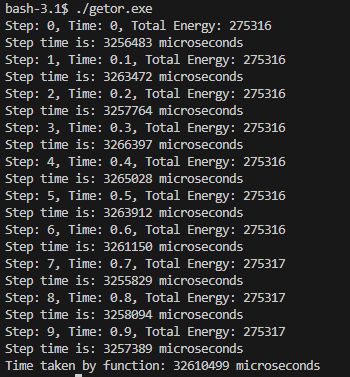 bash-3.1$ ./getor.exe
Step: 0, Time: 0, Total Energy: 275316
Step time is: 3256483 microseconds
Step: 1, Time: 0.1, Total Energy: 275316
Step time is: 3263472 microseconds
Step: 2, Time: 0.2, Total Energy: 275316
Step time is: 3257764 microseconds
Step: 3, Time: 0.3, Total Energy: 275316
Step time is: 3266397 microseconds
Step: 4, Time: 0.4, Total Energy: 275316
Step time is: 3265028 microseconds
Step: 5, Time: 0.5, Total Energy: 275316
Step time is: 3263912 microseconds
Step: 6, Time: 0.6, Total Energy: 275316
Step time is: 3261150 microseconds
Step: 7, Time: 0.7, Total Energy: 275317
Step time is: 3255829 microseconds
Step: 8, Time: 0.8, Total Energy: 275317
Step time is: 3258094 microseconds
Step: 9, Time: 0.9, Total Energy: 275317
Step time is: 3257389 microseconds
Time taken by function: 32610499 microseconds